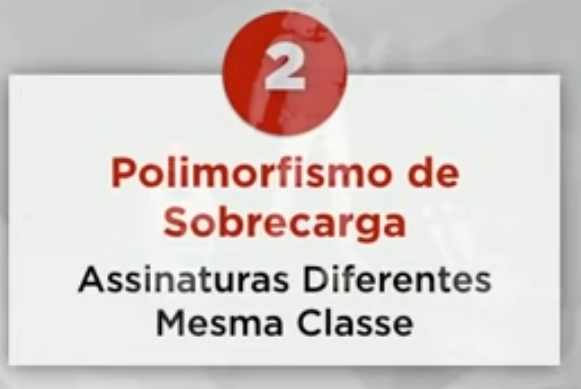 2
Polimorfismo de
Sobrecarga
Assinaturas Diferentes
Mesma Classe